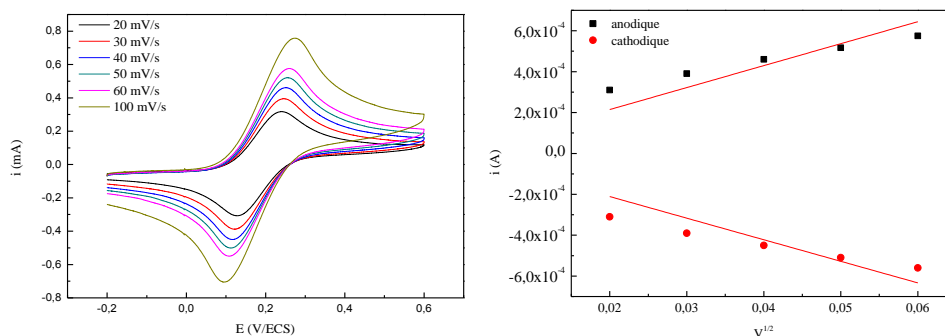 20 mV/s
30 mV/s
40 mV/s
50 mV/s
60 mV/s
100 mV/s
i (mA)
0,8
0,6
0,4
0,2
0,0
-0,2
-0,4
-0,6
-0,8
-0,2
0,0
0,2
0,4
0,6
E (V/ECS)
anodique
cathodique
i (A)
6,0x10-4
4,0x10-4
2,0x10-4
0,0
-2,0x10-4
-4,0x10-4
-6,0x10-4
0,02
0,03
0,04
0,05
0,06
V1/2